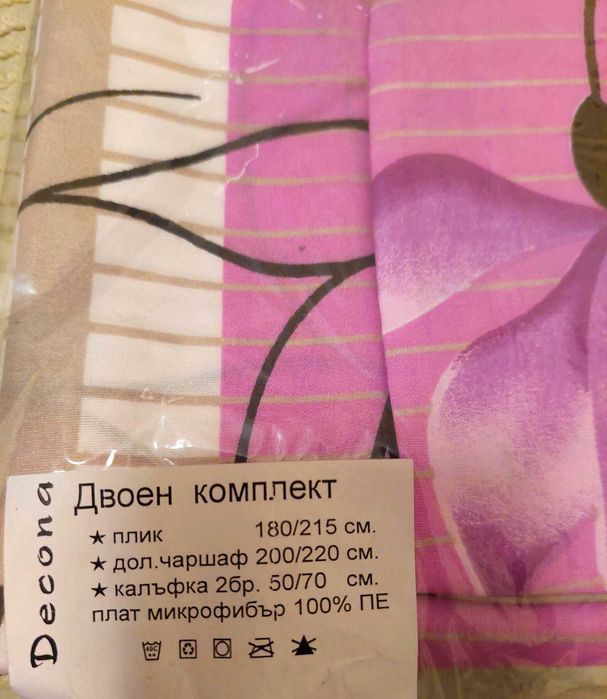 Decona
Двоен комплект
★ плик 180/215 см.
★ дол.чаршаф 200/220 см.
★ калъфка 2бр. 50/70 см.
плат микрофибър 100% ПЕ
40C